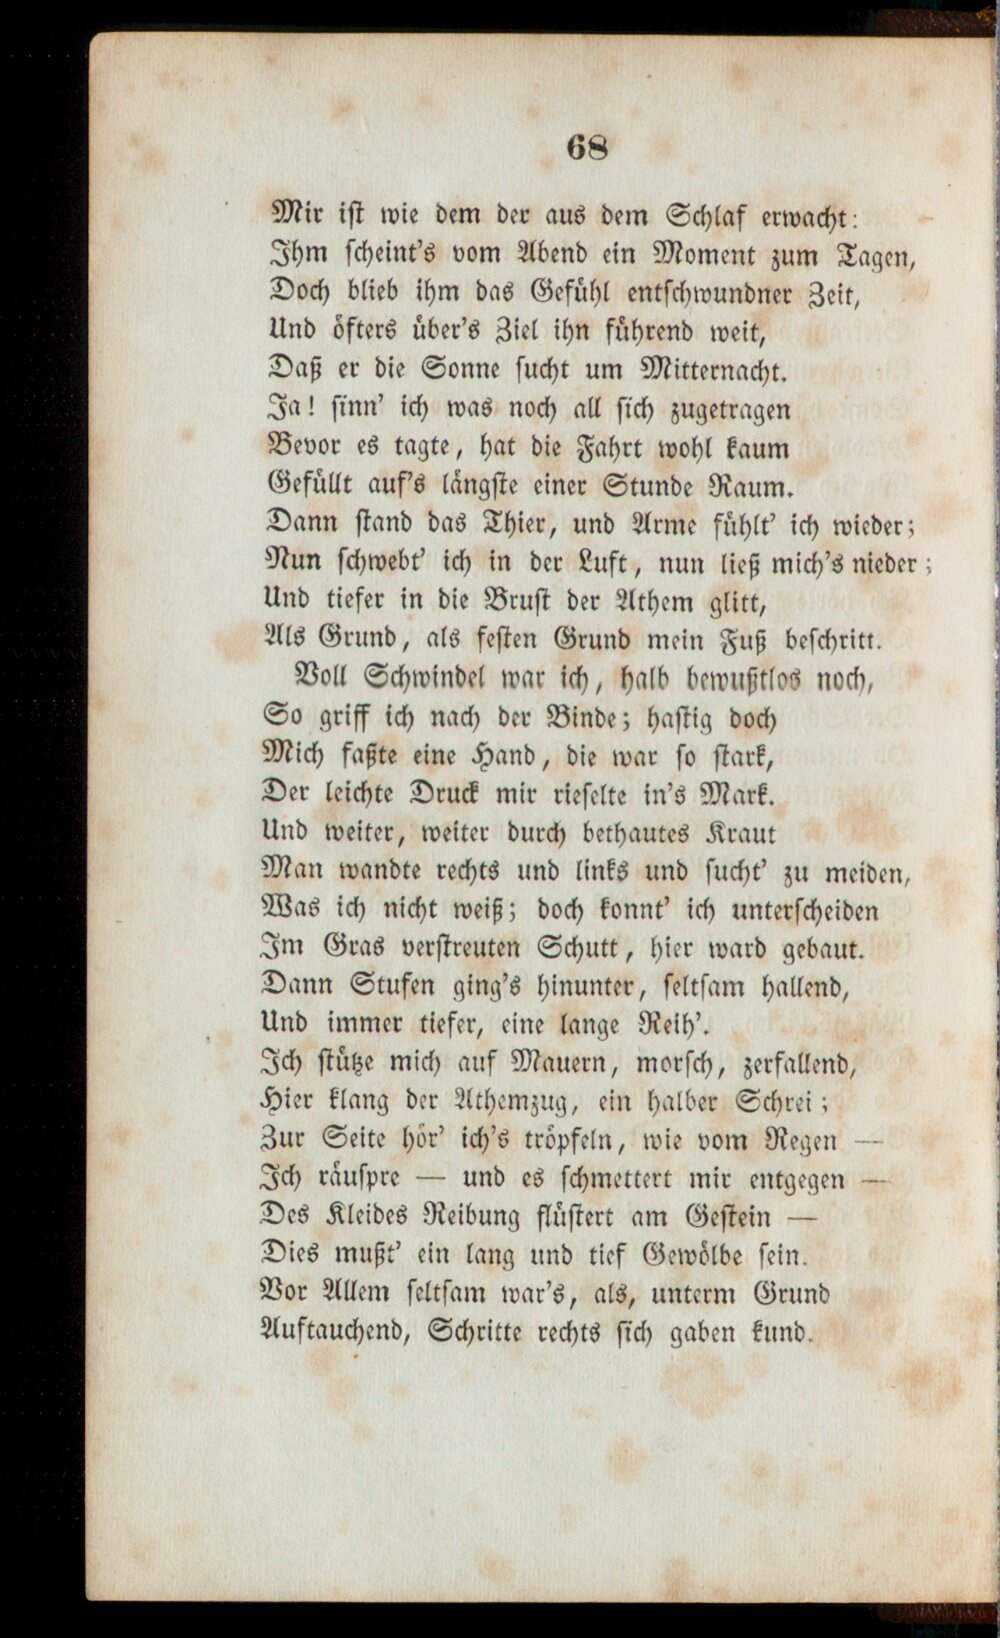 68
Mir ist wie dem der aus dem Schlaf erwacht:
Ihm scheint's vom Abend ein Moment zum Tagen,
Doch blieb ihm das Gefühl entschwundner Zeit,
Und öfters über's Ziel ihn führend weit,
Daß er die Sonne sucht um Mitternacht.
Ja! sinn' ich was noch all sich zugetragen
Bevor es tagte, hat die Fahrt wohl kaum
Gefüllt auf's längste einer Stunde Raum.
Dann stand das Thier, und Arme fühlt' ich wieder;
Nun schwebt' ich in der Luft, nun ließ mich's nieder;
Und tiefer in die Brust der Athem glitt,
Als Grund, als festen Grund mein Fuß beschritt.
Voll Schwindel war ich, halb bewußtlos noch,
So griff ich nach der Binde; hastig doch
Mich faßte eine Hand, die war so stark,
Der leichte Druck mir rieselte in's Mark.
Und weiter, weiter durch bethautes Kraut
Man wandte rechts und links und sucht' zu meiden,
Was ich nicht weiß; doch konnt' ich unterscheiden
Im Gras verstreuten Schutt, hier ward gebaut.
Dann Stufen ging's hinunter, seltsam hallend,
Und immer tiefer, eine lange Reih'.
Ich stütze mich auf Mauern, morsch, zerfallend,
Hier klang der Athemzug, ein halber Schrei;
Zur Seite hör' ich's tröpfeln, wie vom Regen —
Ich räuspre — und es schmettert mir entgegen —
Des Kleides Reibung flüstert am Gestein —
Dies mußt' ein lang und tief Gewölbe sein.
Vor Allem seltsam war's, als, unterm Grund
Auftauchend, Schritte rechts sich gaben kund.